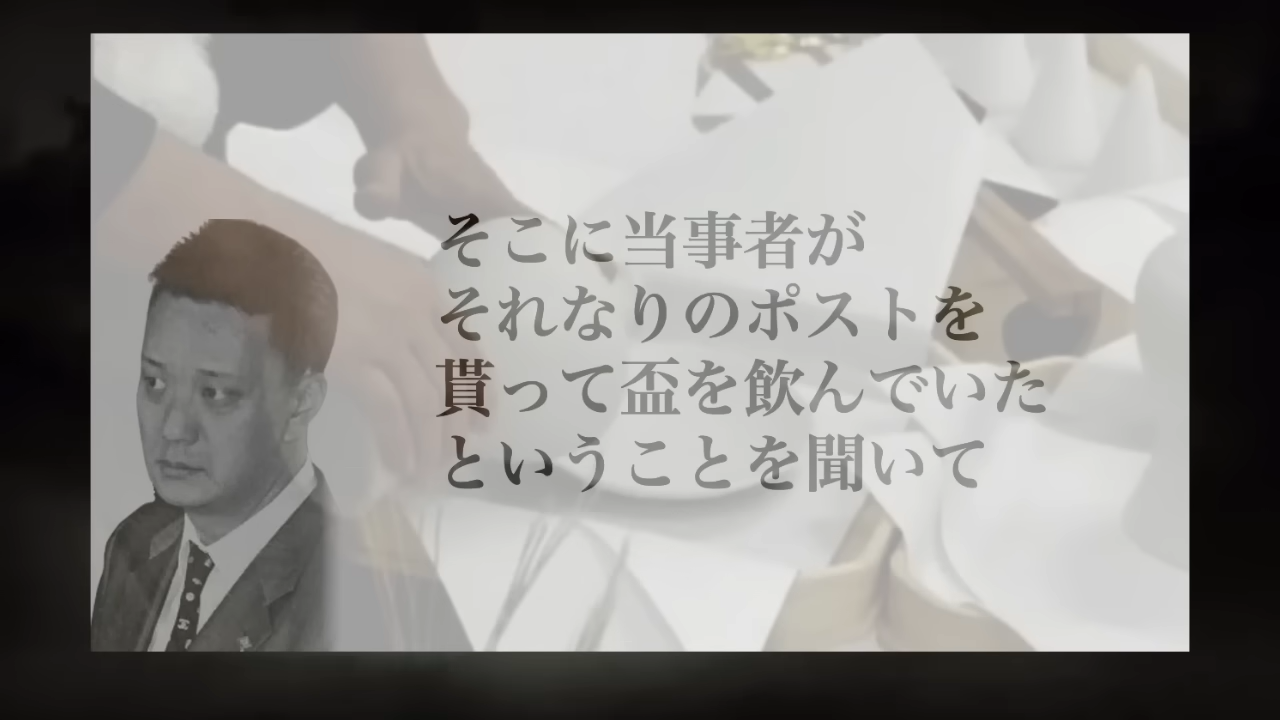 そこに当事者が
それなりのポストを
貰って盃を飲んでいた
ということを聞いて